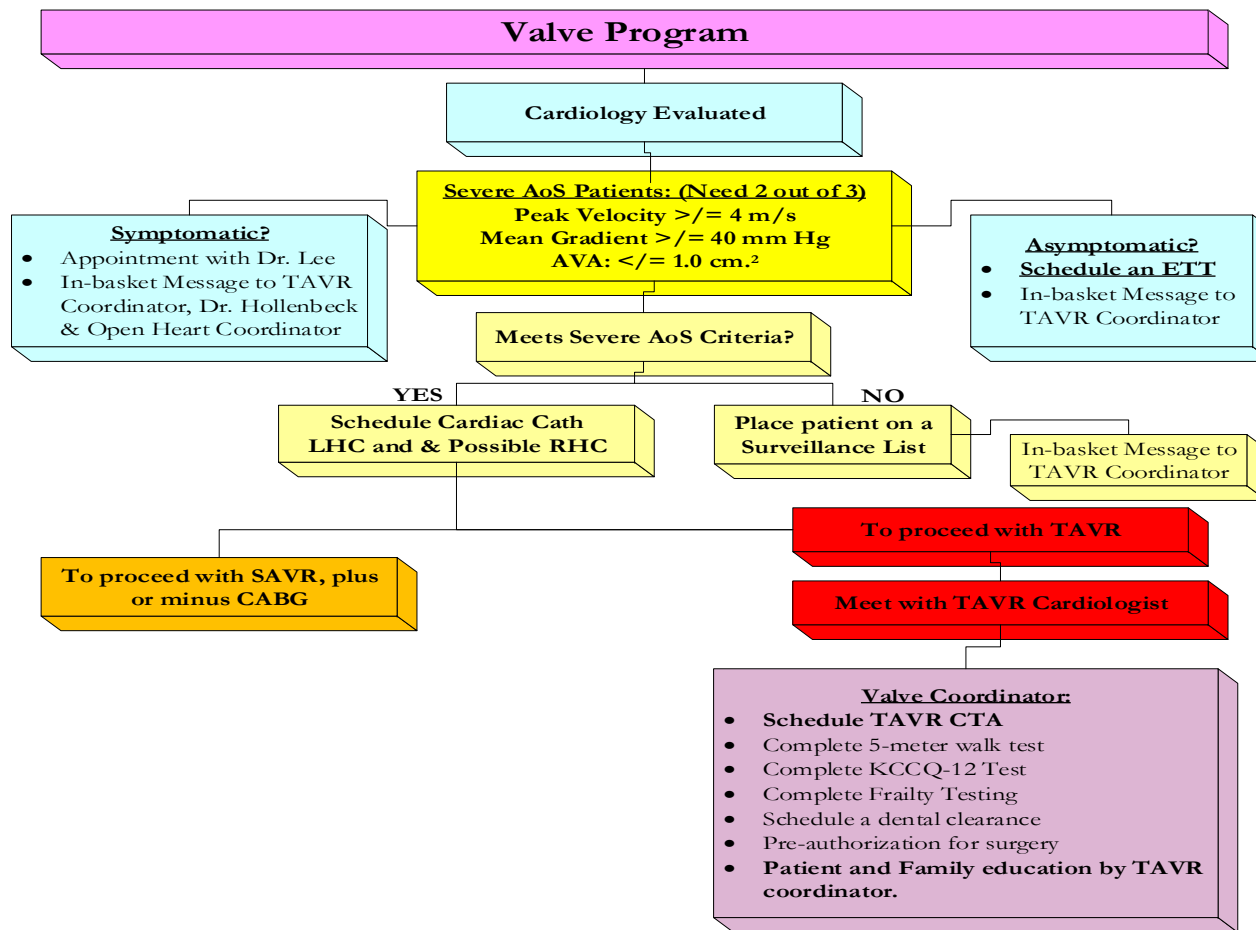 Valve Program
Cardiology Evaluated
Severe AoS Patients: (Need 2 out of 3)
Peak Velocity >/= 4 m/s
Mean Gradient >/= 40 mm Hg
AVA: </= 1.0 cm.²
Symptomatic?
• Appointment with Dr. Lee
• In-basket Message to TAVR
Coordinator, Dr. Hollenbeck
& Open Heart Coordinator
Asymptomatic?
• Schedule an ETT
• In-basket Message to
TAVR Coordinator
Meets Severe AoS Criteria?
YES
NO
Schedule Cardiac Cath
LHC and & Possible RHC
Place patient on a
Surveillance List
In-basket Message to
TAVR Coordinator
To proceed with TAVR
To proceed with SAVR, plus
or minus CABG
Meet with TAVR Cardiologist
Valve Coordinator:
• Schedule TAVR CTA
• Complete 5-meter walk test
• Complete KCCQ-12 Test
• Complete Frailty Testing
• Schedule a dental clearance
• Pre-authorization for surgery
• Patient and Family education by TAVR
coordinator.